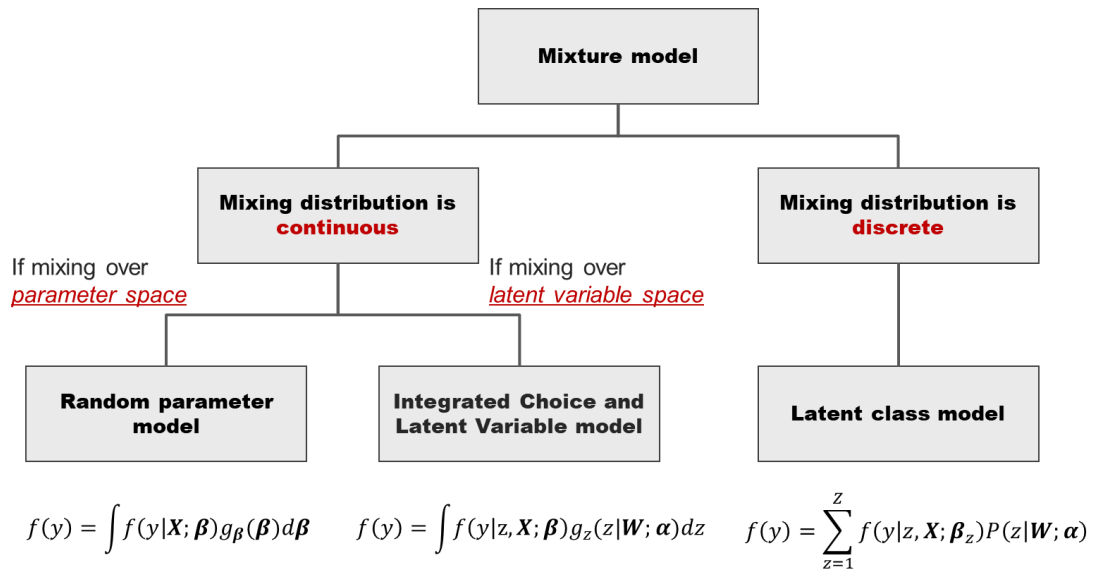 Mixture model
Mixing distribution is
continuous
Mixing distribution is
discrete
If mixing over
parameter space
If mixing over
latent variable space
Random parameter
model
Integrated Choice and
Latent Variable model
Latent class model
f(y) = ∫f(y|X; β)g_β(β)dβ
f(y) = ∫f(y|z, X; β)g_z(z|W; α)dz
f(y) = ∑_{z=1}^{Z} f(y|z, X; β_z)P(z|W; α)